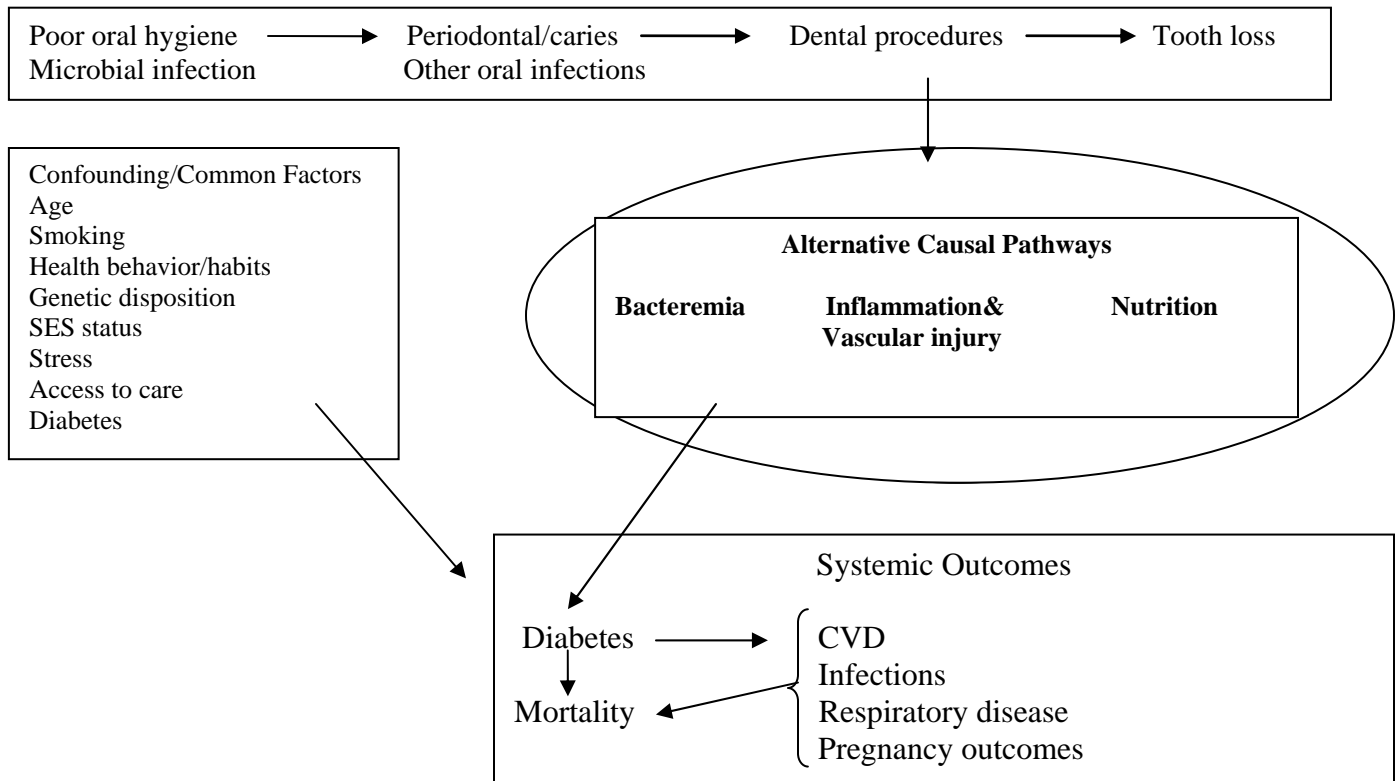 Poor oral hygiene Periodontal/caries Dental procedures Tooth loss
Microbial infection Other oral infections
Confounding/Common Factors
Age
Smoking
Health behavior/habits
Genetic disposition
SES status
Stress
Access to care
Diabetes
Alternative Causal Pathways
Bacteremia Inflammation& Nutrition
Vascular injury
Systemic Outcomes
Diabetes CVD
Infections
Mortality Respiratory disease
Pregnancy outcomes